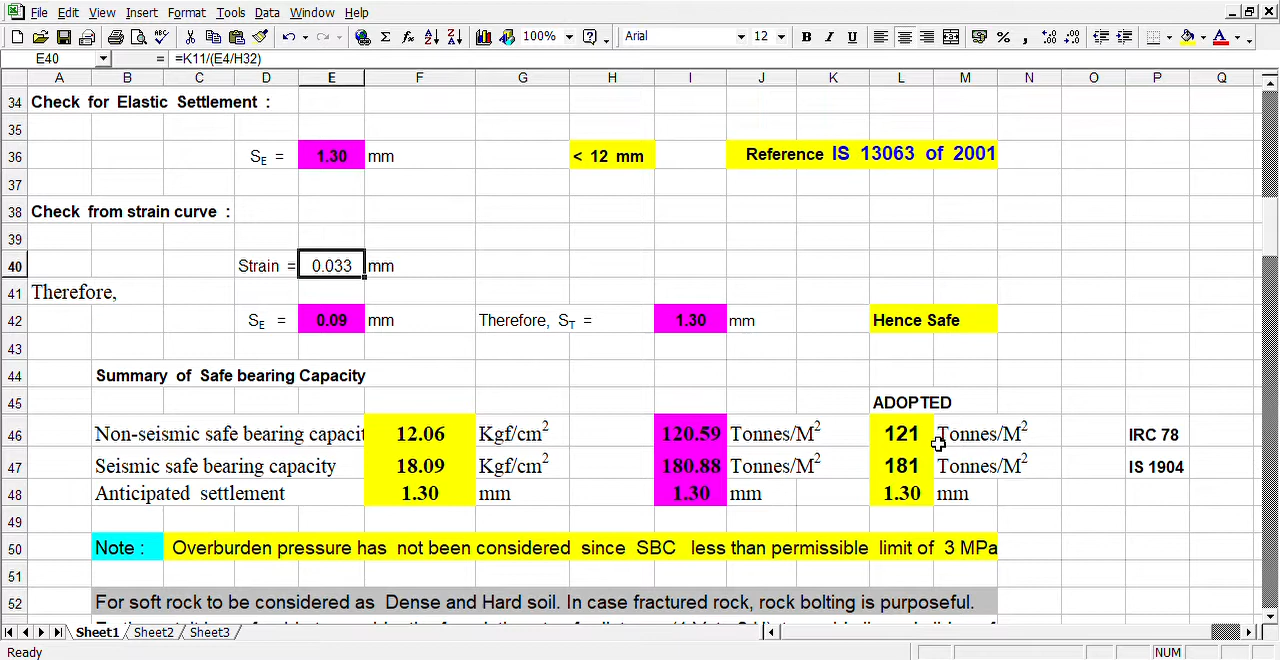 File Edit View Insert Format Tools Data Window Help
100% Arial 12 B I U
E40 = =K11/(E4/H32)
A B C D E F G H I J K L M N O P Q
34 Check for Elastic Settlement :
35
36 SE = 1.30 mm < 12 mm Reference IS 13063 of 2001
37
38 Check from strain curve :
39
40 Strain = 0.033 mm
41 Therefore,
42 SE = 0.09 mm Therefore, ST = 1.30 mm Hence Safe
43
44 Summary of Safe bearing Capacity
45 ADOPTED
46 Non-seismic safe bearing capacit 12.06 Kgf/cm2 120.59 Tonnes/M2 121 Tonnes/M2 IRC 78
47 Seismic safe bearing capacity 18.09 Kgf/cm2 180.88 Tonnes/M2 181 Tonnes/M2 IS 1904
48 Anticipated settlement 1.30 mm 1.30 mm 1.30 mm
49
50 Note : Overburden pressure has not been considered since SBC less than permissible limit of 3 MPa
51
52 For soft rock to be considered as Dense and Hard soil. In case fractured rock, rock bolting is purposeful.
Sheet1 Sheet2 Sheet3
Ready NUM